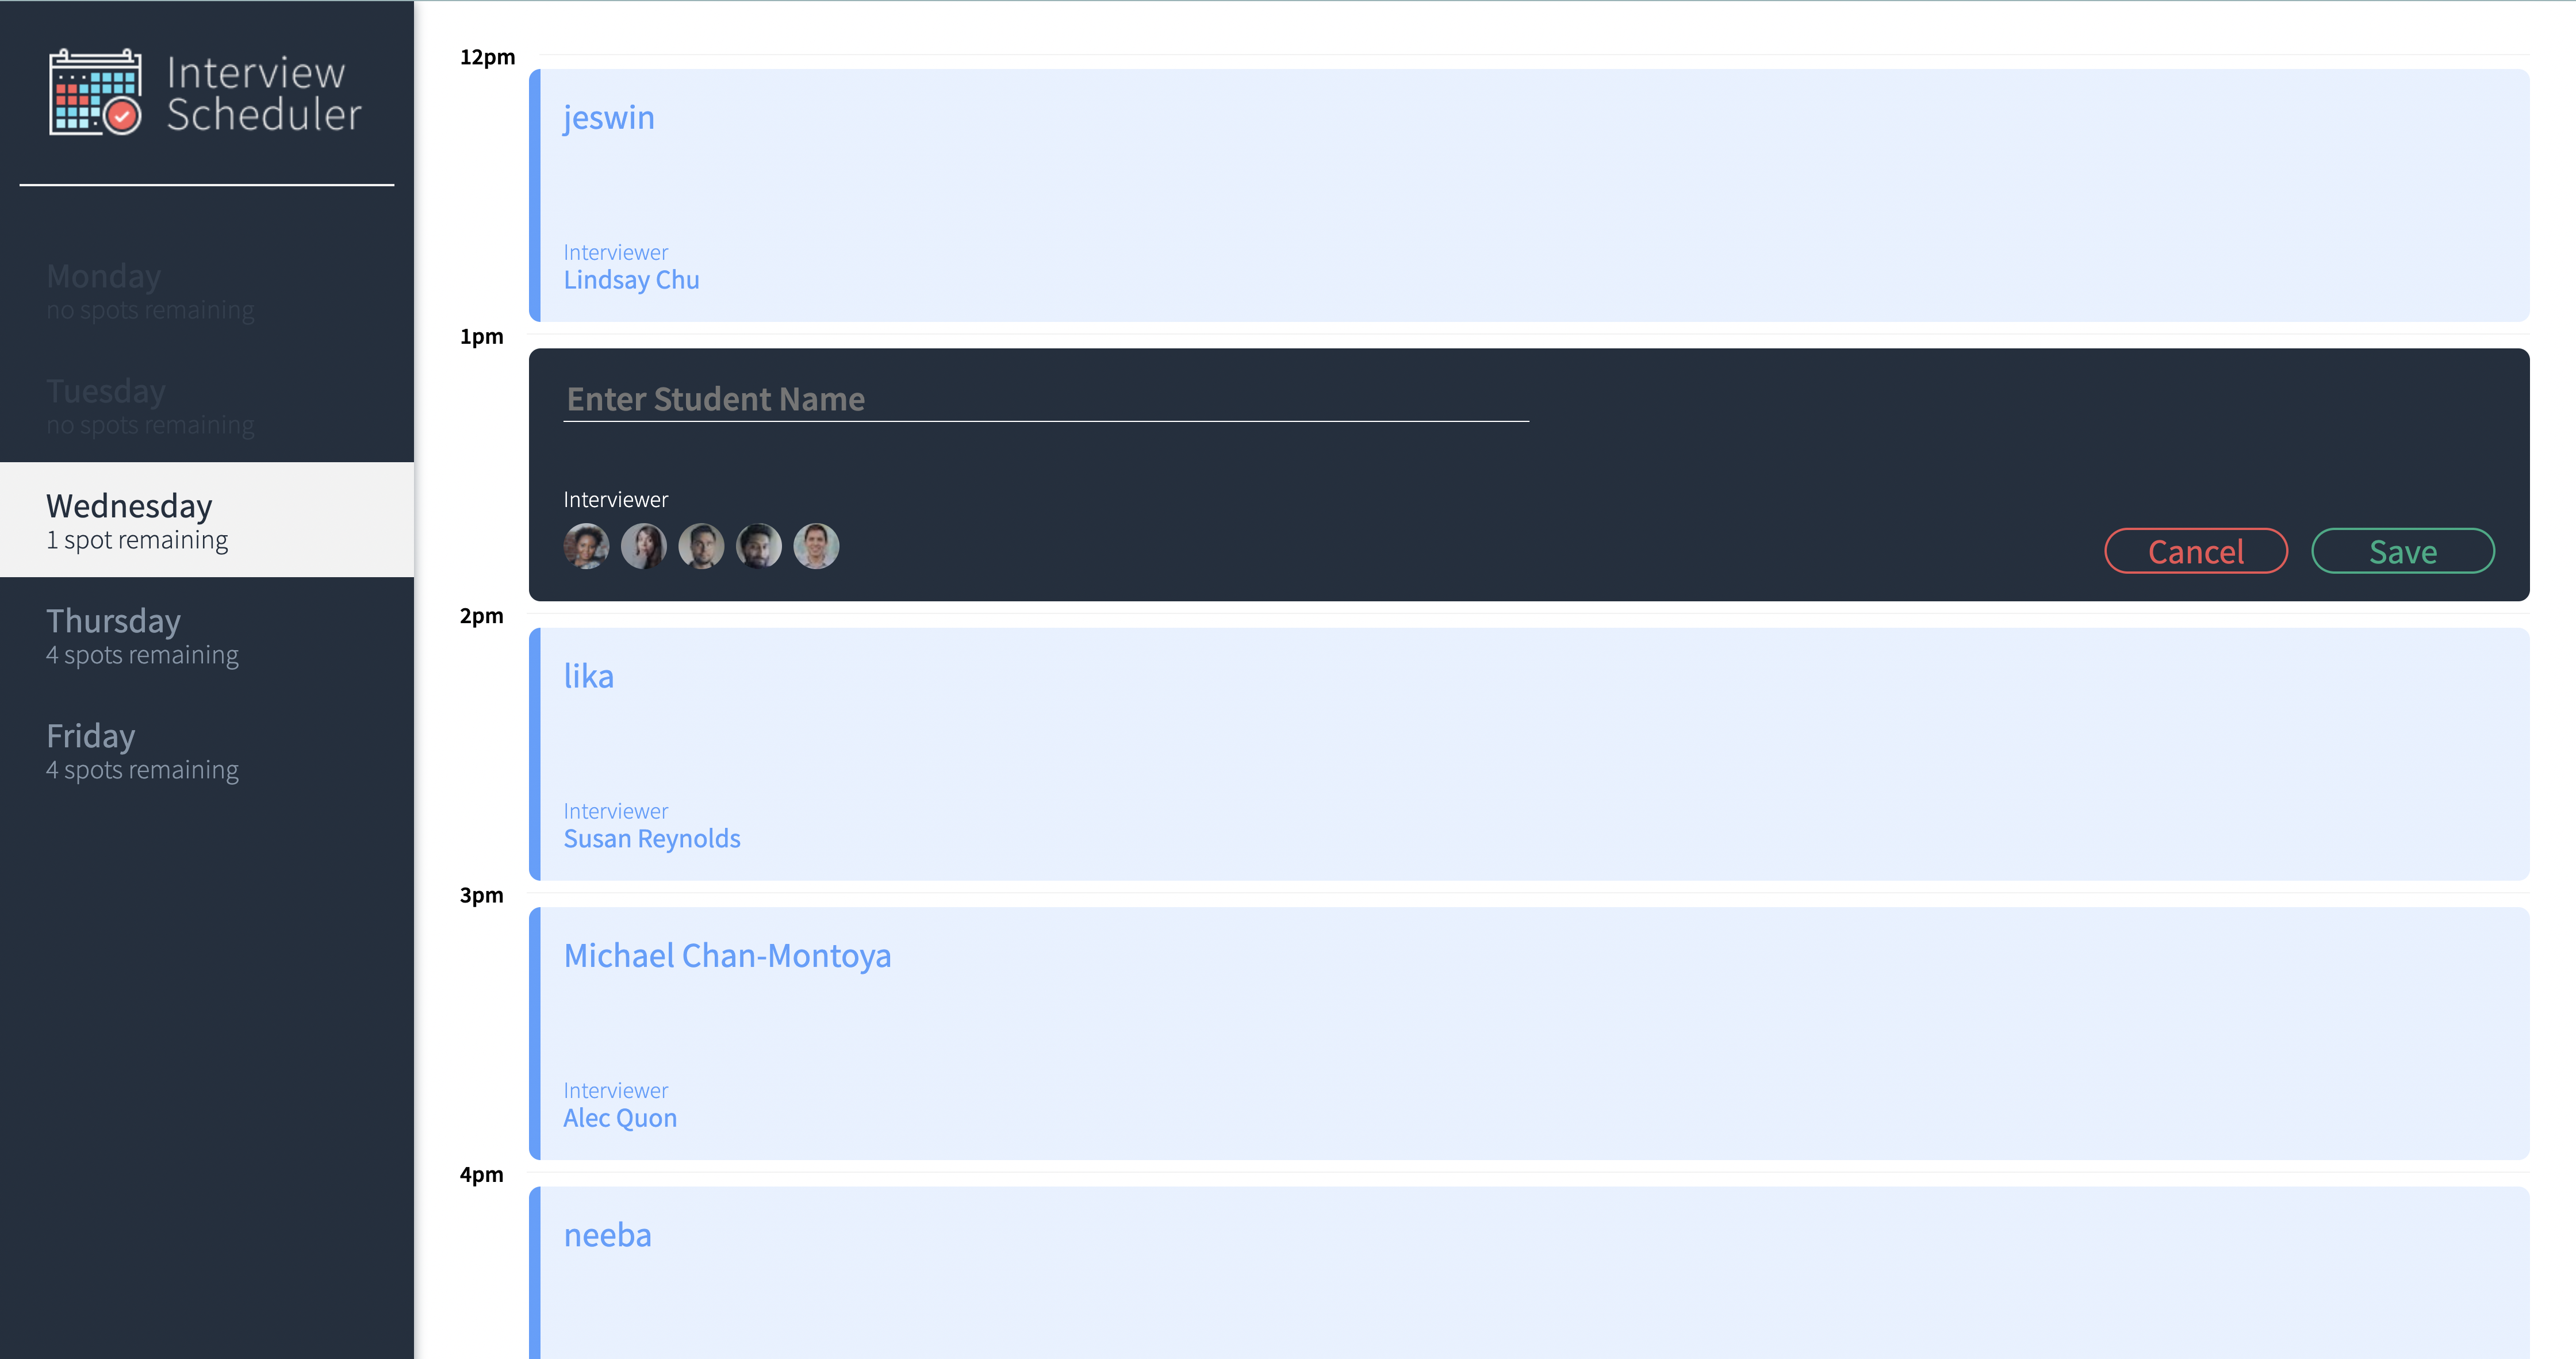 Interview
Scheduler
Monday
no spots remaining
Tuesday
no spots remaining
Wednesday
1 spot remaining
Thursday
4 spots remaining
Friday
4 spots remaining
12pm
jeswin
Interviewer
Lindsay Chu
1pm
Enter Student Name
Interviewer
Cancel
Save
2pm
lika
Interviewer
Susan Reynolds
3pm
Michael Chan-Montoya
Interviewer
Alec Quon
4pm
neeba